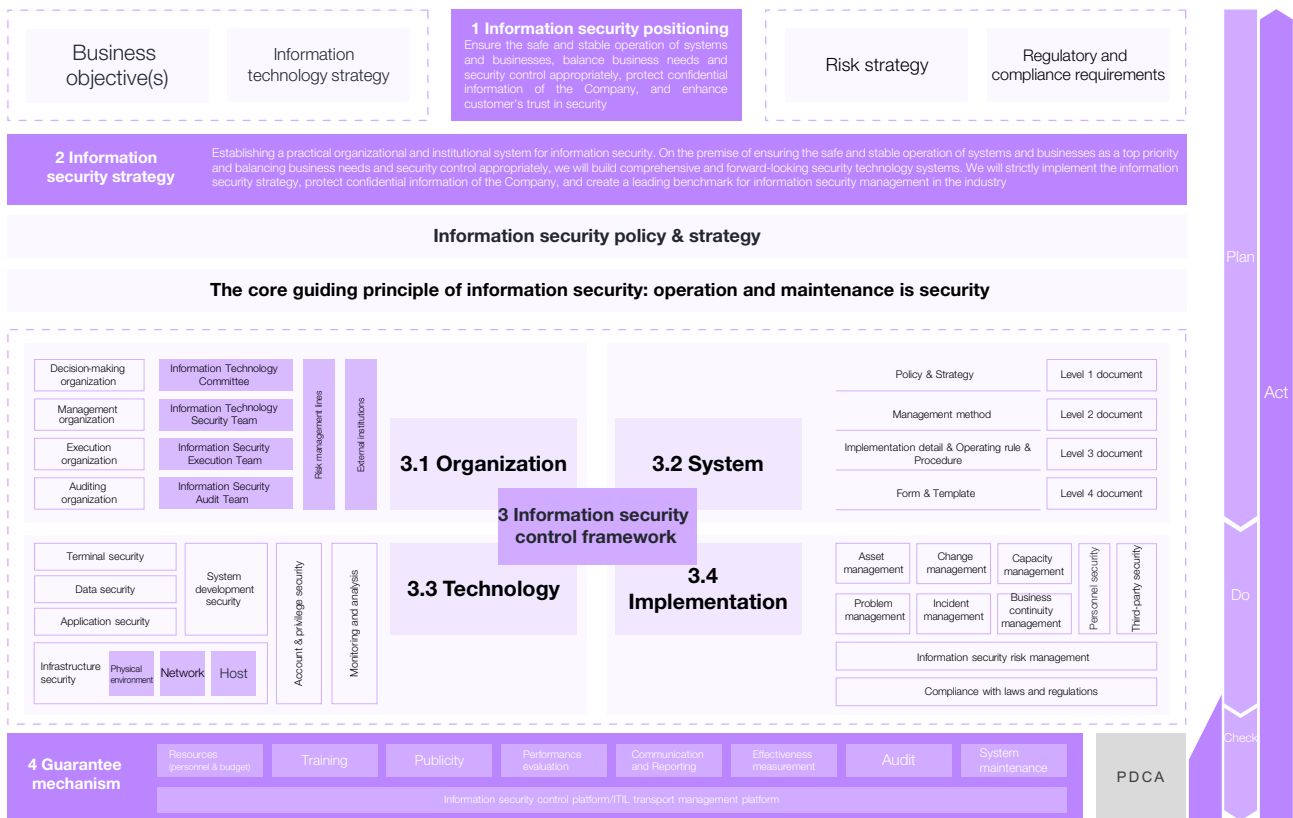 Business
objective(s)
Information
technology strategy
1 Information security positioning
Ensure the safe and stable operation of systems
and businesses, balance business needs and
security control appropriately, protect confidential
information of the Company, and enhance
customer's trust in security
Risk strategy
Regulatory and
compliance requirements
2 Information
security strategy
Establishing a practical organizational and institutional system for information security. On the premise of ensuring the safe and stable operation of systems and businesses as a top priority
and balancing business needs and security control appropriately, we will build comprehensive and forward-looking security technology systems. We will strictly implement the information
security strategy, protect confidential information of the Company, and create a leading benchmark for information security management in the industry
Information security policy & strategy
The core guiding principle of information security: operation and maintenance is security
Decision-making
organization
Information Technology
Committee
Management
organization
Information Technology
Security Team
Execution
organization
Information Security
Execution Team
Auditing
organization
Information Security
Audit Team
Risk management lines
External institutions
3.1 Organization
3.2 System
Policy & Strategy
Level 1 document
Management method
Level 2 document
Implementation detail & Operating rule &
Procedure
Level 3 document
Form & Template
Level 4 document
3 Information security
control framework
Terminal security
Data security
Application security
System
development
security
Infrastructure
security
Physical
environment
Network
Host
Account & privilege security
Monitoring and analysis
3.3 Technology
3.4
Implementation
Asset
management
Change
management
Capacity
management
Problem
management
Incident
management
Business
continuity
management
Personnel security
Third-party security
Information security risk management
Compliance with laws and regulations
4 Guarantee
mechanism
Resources
(personnel & budget)
Training
Publicity
Performance
evaluation
Communication
and Reporting
Effectiveness
measurement
Audit
System
maintenance
Information security control platform/ITIL transport management platform
PDCA
Plan
Do
Check
Act